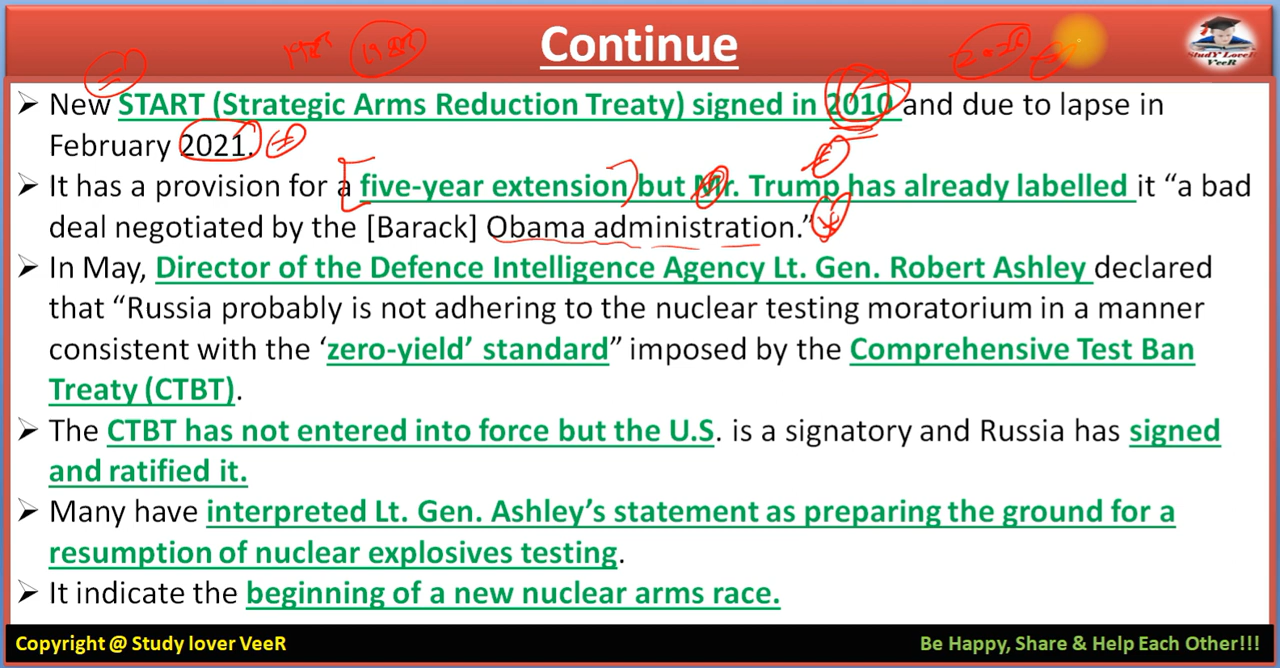 Continue
StudY LoveR
VeeR
➢ New START (Strategic Arms Reduction Treaty) signed in 2010 and due to lapse in
February 2021.
➢ It has a provision for a five-year extension but Mr. Trump has already labelled it “a bad
deal negotiated by the [Barack] Obama administration.”
➢ In May, Director of the Defence Intelligence Agency Lt. Gen. Robert Ashley declared
that “Russia probably is not adhering to the nuclear testing moratorium in a manner
consistent with the ‘zero-yield’ standard” imposed by the Comprehensive Test Ban
Treaty (CTBT).
➢ The CTBT has not entered into force but the U.S. is a signatory and Russia has signed
and ratified it.
➢ Many have interpreted Lt. Gen. Ashley’s statement as preparing the ground for a
resumption of nuclear explosives testing.
➢ It indicate the beginning of a new nuclear arms race.
Copyright @ Study lover VeeR
Be Happy, Share & Help Each Other!!!